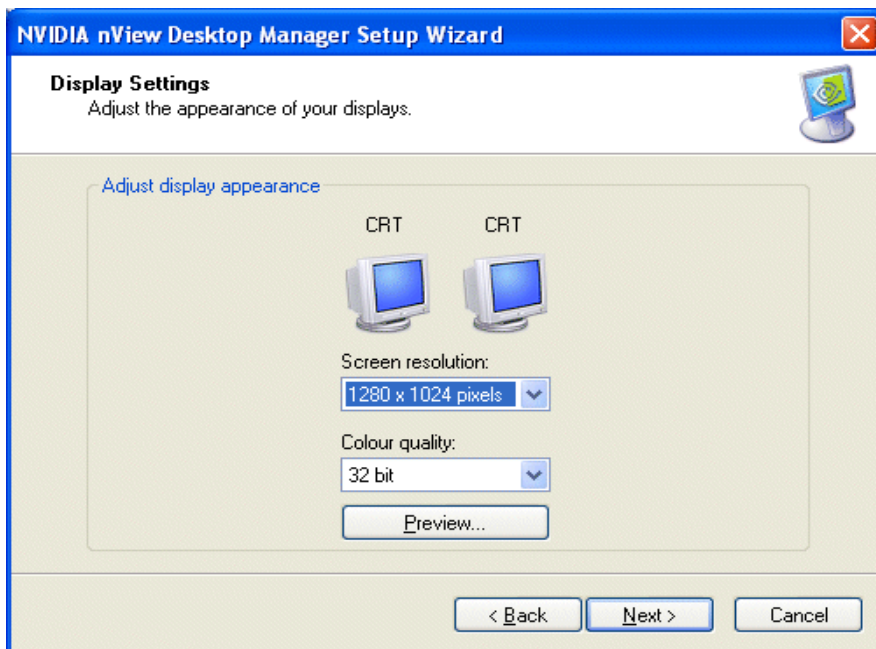 NVIDIA nView Desktop Manager Setup Wizard
Display Settings
Adjust the appearance of your displays.
Adjust display appearance
CRT CRT
Screen resolution:
1280 x 1024 pixels
Colour quality:
32 bit
Preview...
< Back Next > Cancel